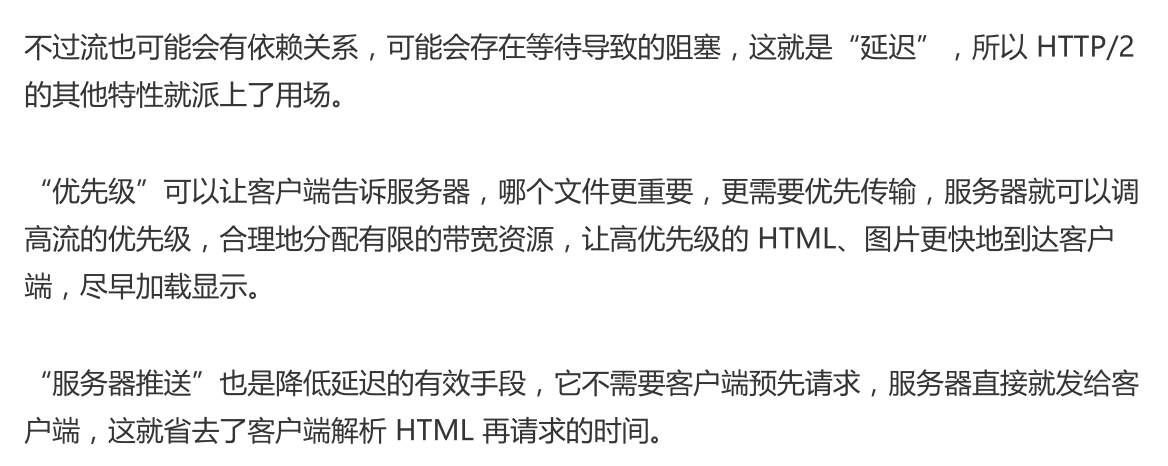 不过流也可能会有依赖关系，可能会存在等待导致的阻塞，这就是“延迟”，所以 HTTP/2
的其他特性就派上了用场。
“优先级”可以让客户端告诉服务器，哪个文件更重要，更需要优先传输，服务器就可以调
高流的优先级，合理地分配有限的带宽资源，让高优先级的 HTML、图片更快地到达客户
端，尽早加载显示。
“服务器推送”也是降低延迟的有效手段，它不需要客户端预先请求，服务器直接就发给客
户端，这就省去了客户端解析 HTML 再请求的时间。